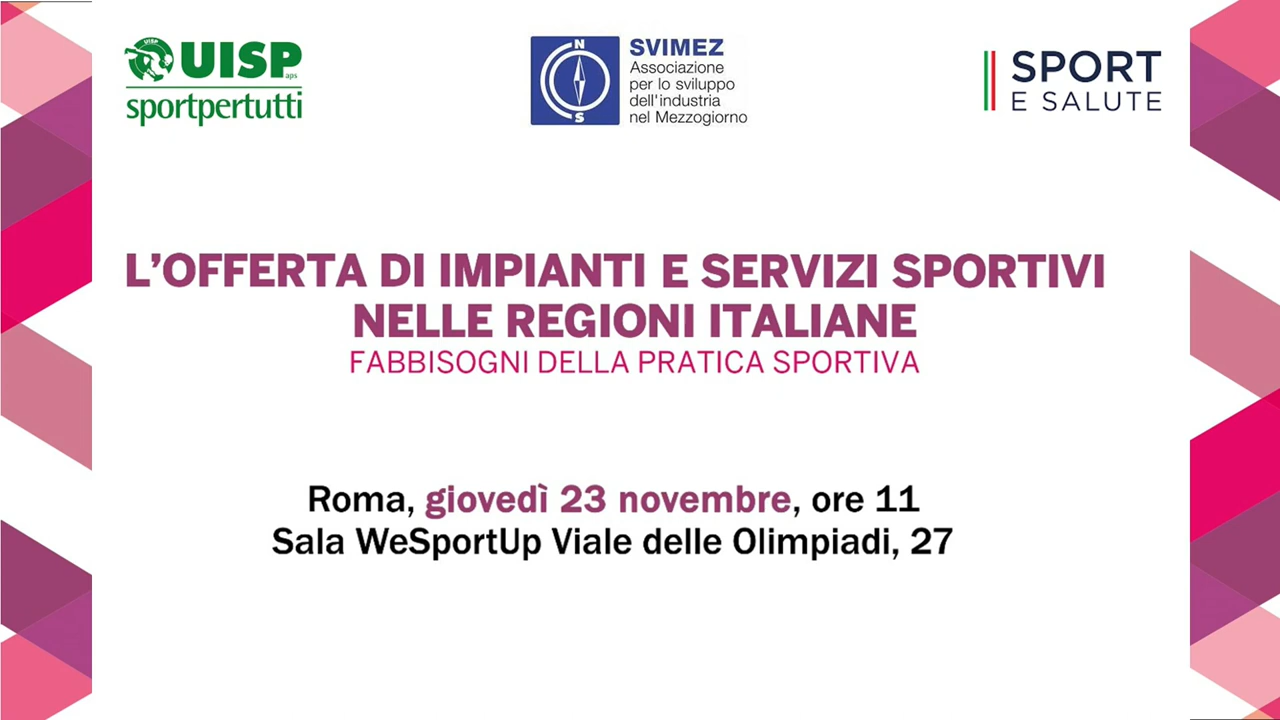 UISP
aps
sportpertutti
N
S
SVIMEZ
Associazione
per lo sviluppo
dell'industria
nel Mezzogiorno
SPORT
E SALUTE
L'OFFERTA DI IMPIANTI E SERVIZI SPORTIVI
NELLE REGIONI ITALIANE
FABBISOGNI DELLA PRATICA SPORTIVA
Roma, giovedì 23 novembre, ore 11
Sala WeSportUp Viale delle Olimpiadi, 27